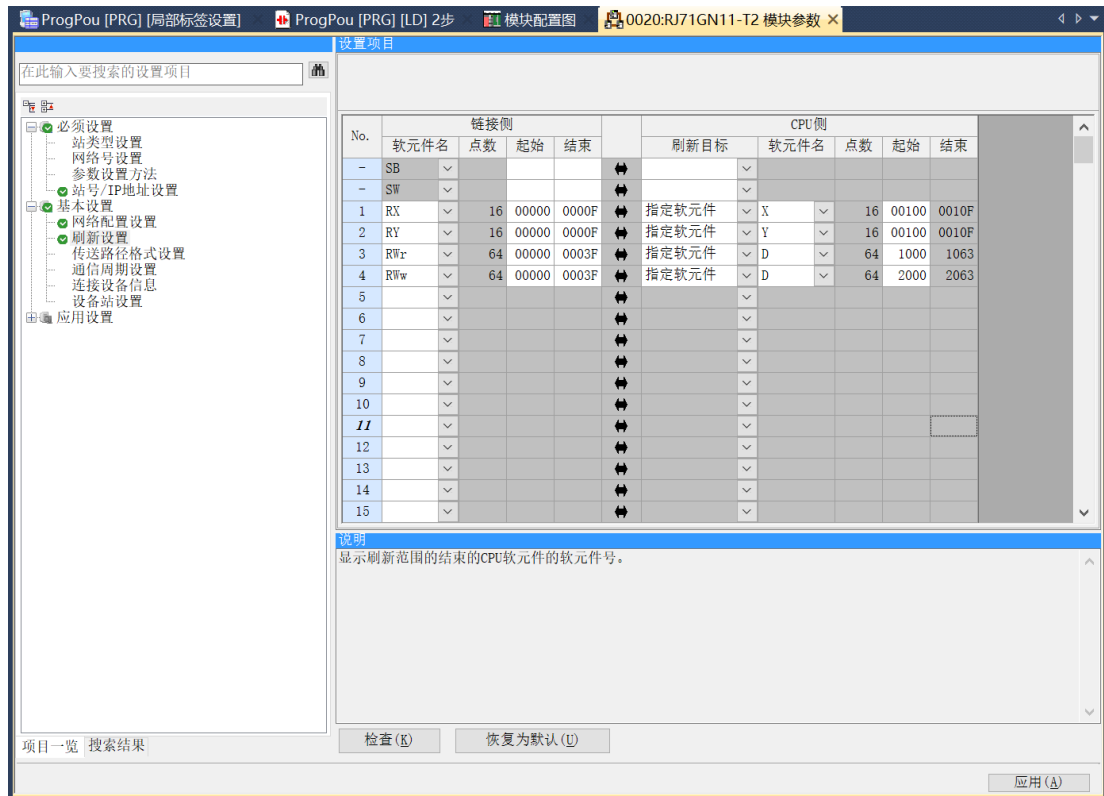 ProgPou [PRG] [局部标签设置] × ProgPou [PRG] [LD] 2步 × 模块配置图 × 0020:RJ71GN11-T2 模块参数 ×
设置项目
在此输入要搜索的设置项目
必须设置
站类型设置
网络号设置
参数设置方法
站号/IP地址设置
基本设置
网络配置设置
刷新设置
传送路径格式设置
通信周期设置
连接设备信息
设备站设置
应用设置
项目一览 搜索结果
No. 链接侧 CPU侧
软元件名 点数 起始 结束 刷新目标 软元件名 点数 起始 结束
- SB
- SW
1 RX 16 00000 0000F 指定软元件 X 16 00100 0010F
2 RY 16 00000 0000F 指定软元件 Y 16 00100 0010F
3 RWr 64 00000 0003F 指定软元件 D 64 1000 1063
4 RWw 64 00000 0003F 指定软元件 D 64 2000 2063
5
6
7
8
9
10
11
12
13
14
15
说明
显示刷新范围的结束的CPU软元件的软元件号。
检查(K) 恢复为默认(U)
应用(A)